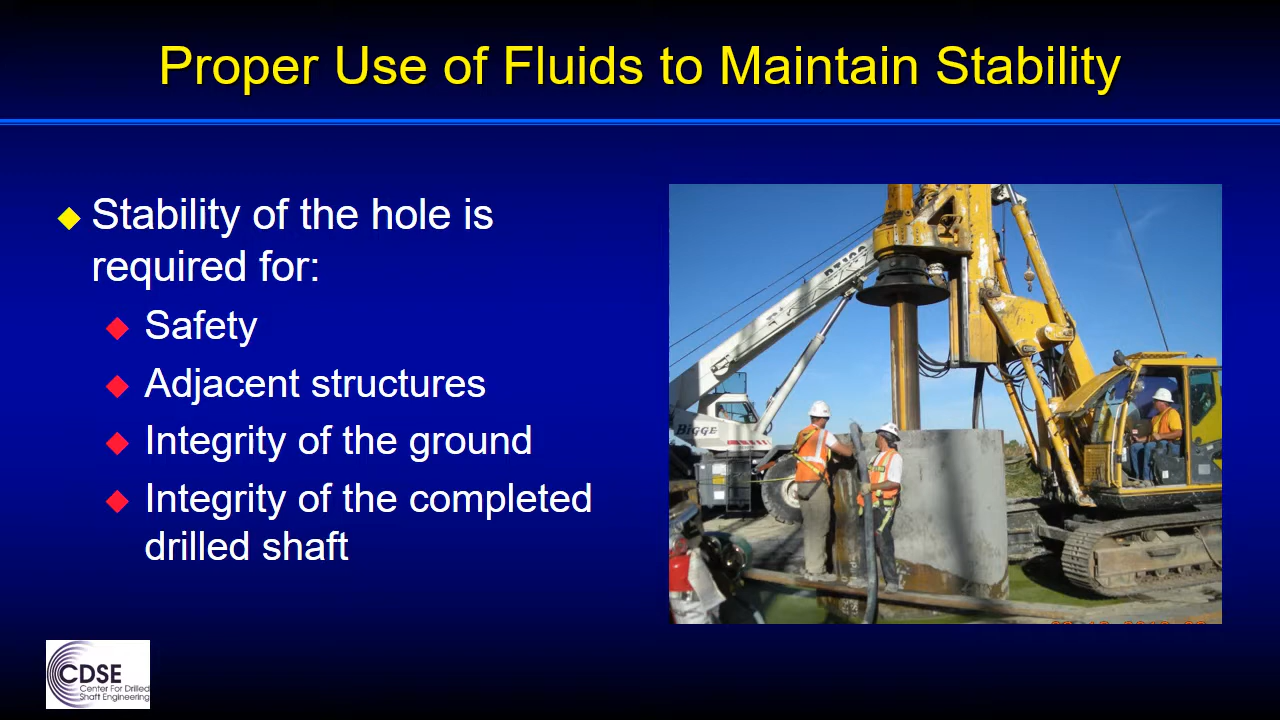 Proper Use of Fluids to Maintain Stability
Stability of the hole is
required for:
Safety
Adjacent structures
Integrity of the ground
Integrity of the completed
drilled shaft
BIGGE
CDSE
Center For Drilled
Shaft Engineering